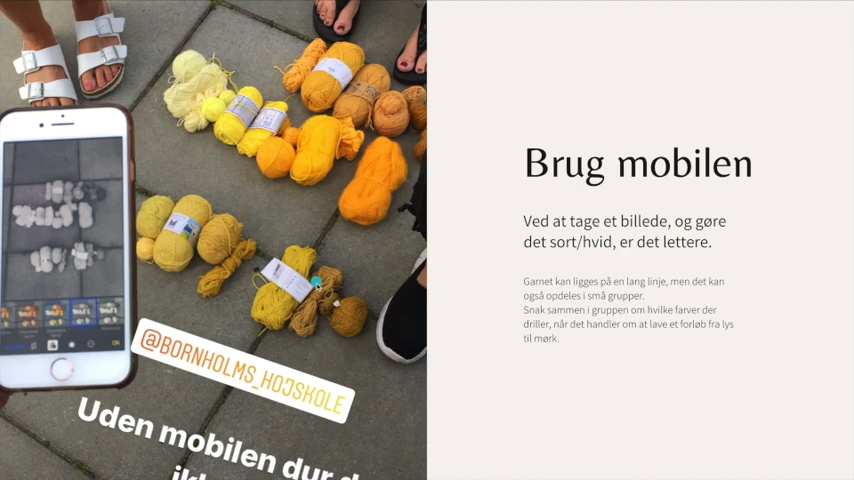 @BORNHOLMS_HOJSKOLE
Uden mobilen dur d
Brug mobilen
Ved at tage et billede, og gøre
det sort/hvid, er det lettere.
Garnet kan ligges på en lang linje, men det kan
også opdeles i små grupper.
Snak sammen i gruppen om hvilke farver der
driller, når det handler om at lave et forløb fra lys
til mørk.